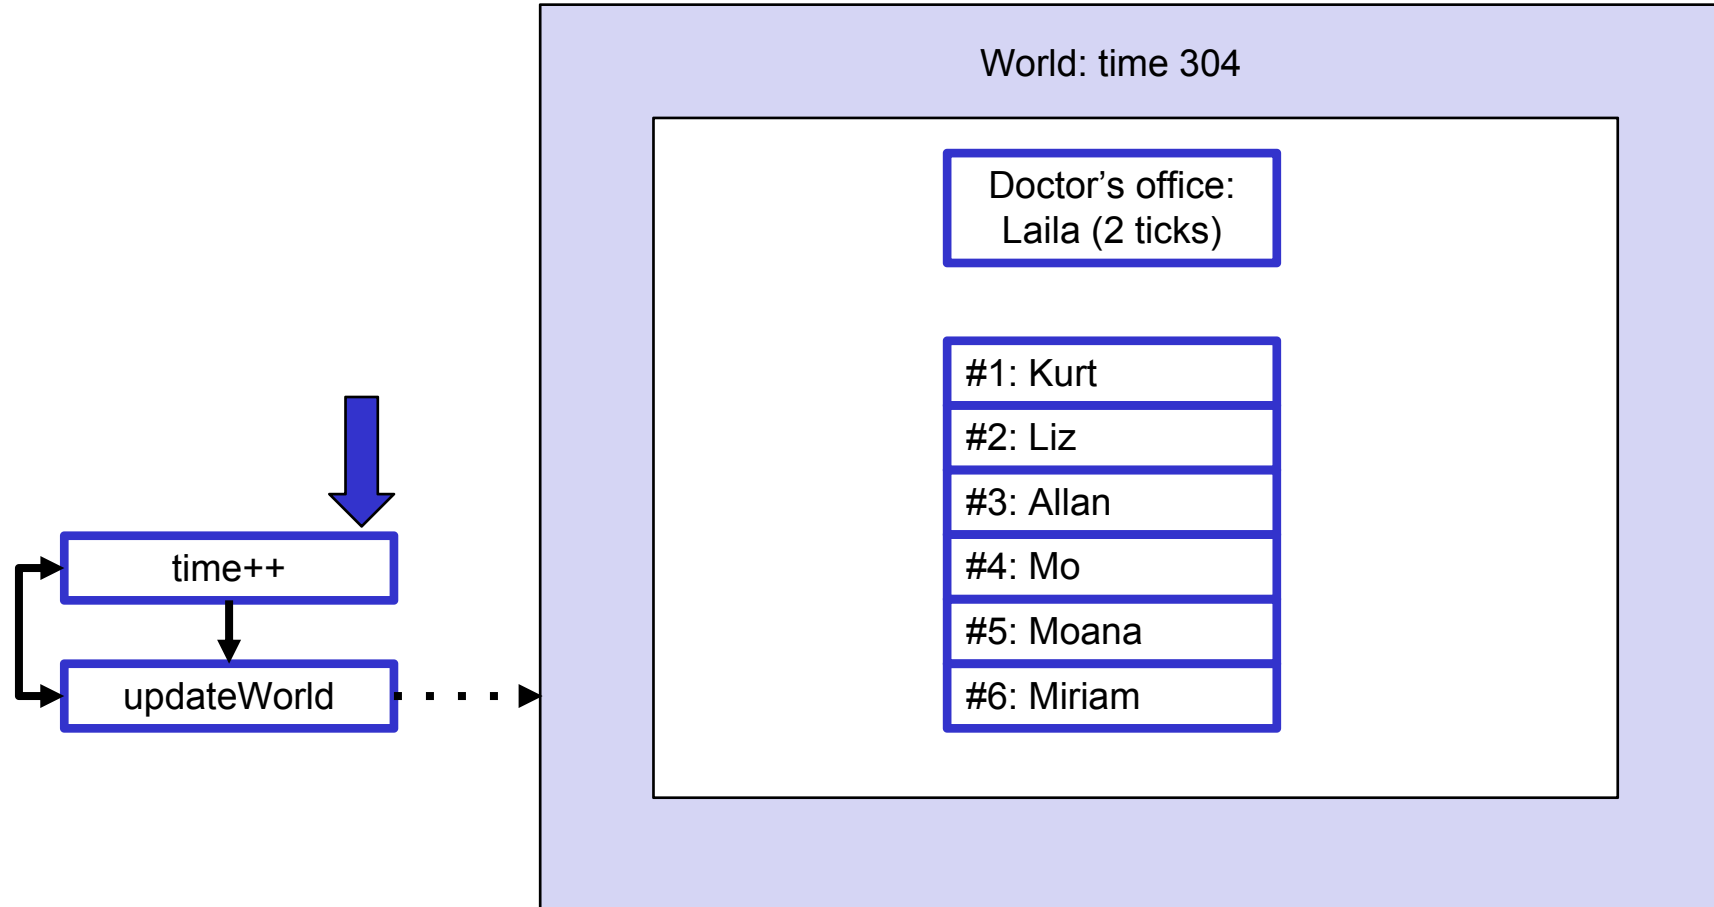 World: time 304
Doctor’s office:
Laila (2 ticks)
#1: Kurt
#2: Liz
#3: Allan
#4: Mo
#5: Moana
#6: Miriam
time++
updateWorld